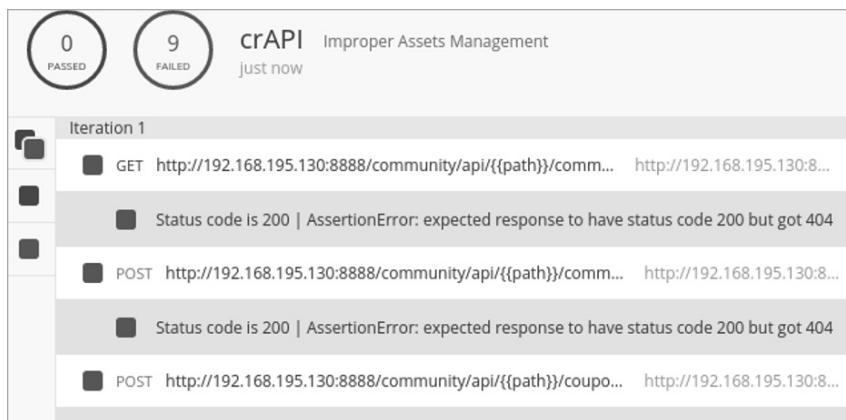 0
PASSED
9
FAILED
crAPI Improper Assets Management
just now
Iteration 1
GET http://192.168.195.130:8888/community/api/{{path}}/comm... http://192.168.195.130:8...
Status code is 200 | AssertionError: expected response to have status code 200 but got 404
POST http://192.168.195.130:8888/community/api/{{path}}/comm... http://192.168.195.130:8...
Status code is 200 | AssertionError: expected response to have status code 200 but got 404
POST http://192.168.195.130:8888/community/api/{{path}}/coupo... http://192.168.195.130:8...